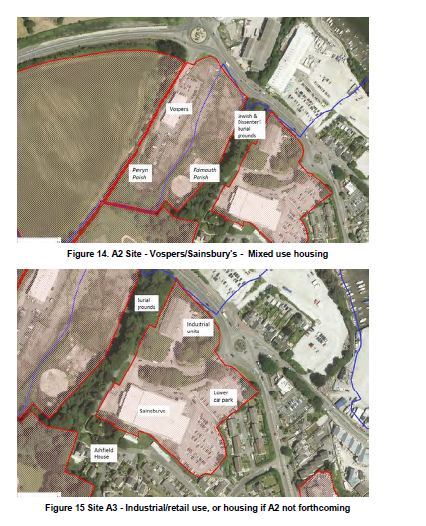 Vospers
Jewish &
Dissenters'
burial
grounds
Penryn
Parish
Falmouth
Parish
Figure 14. A2 Site - Vospers/Sainsbury's - Mixed use housing
burial
grounds
Industrial
units
Lower
car park
Sainsburys
Ashfield
House
Figure 15 Site A3 - Industrial/retail use, or housing if A2 not forthcoming